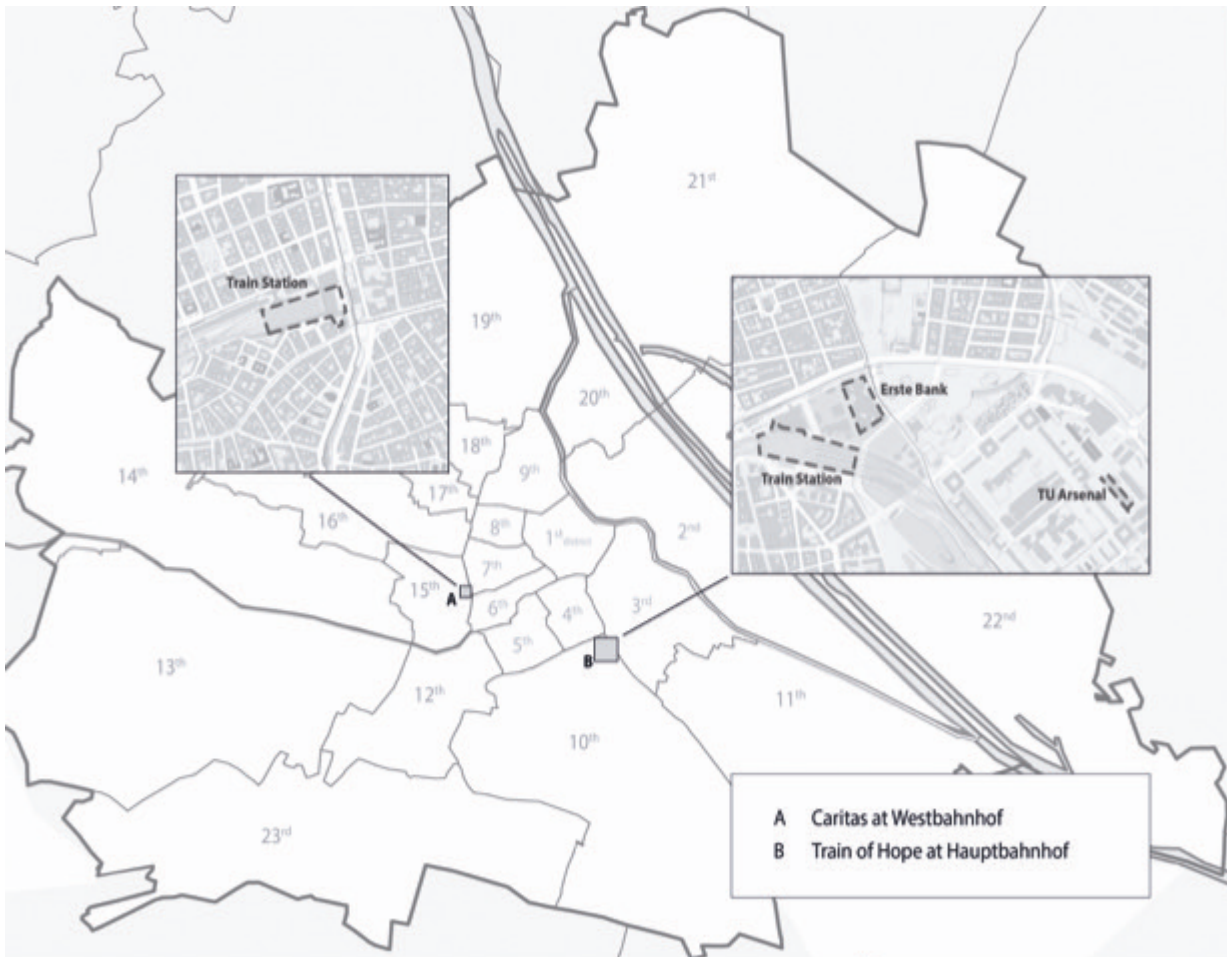 21st
Train Station
19th
Erste Bank
20th
Train Station
TU Arsenal
18th
9th
14th
17th
16th
8th
1st district
2nd
7th
15th
A
6th
4th
3rd
22nd
5th
B
13th
12th
11th
10th
A Caritas at Westbahnhof
B Train of Hope at Hauptbahnhof
23rd